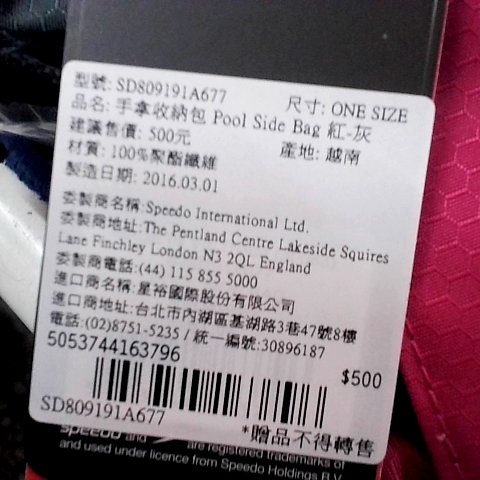 型號: SD809191A677 尺寸: ONE SIZE
品名: 手拿收納包 Pool Side Bag 紅-灰
建議售價: 500元 產地: 越南
材質: 100%聚酯纖維
製造日期: 2016.03.01
委製商名稱:Speedo International Ltd.
委製商地址:The Pentland Centre Lakeside Squires
Lane Finchley London N3 2QL England
委製商電話:(44) 115 855 5000
進口商名稱:星裕國際股份有限公司
進口商地址:台北市內湖區基湖路3巷47號8樓
電話:(02)8751-5235 / 統一編號:30896187
5053744163796
$500
SD809191A677
*贈品不得轉售
speedo and are registered trademarks of
and used under licence from Speedo Holdings B.V.